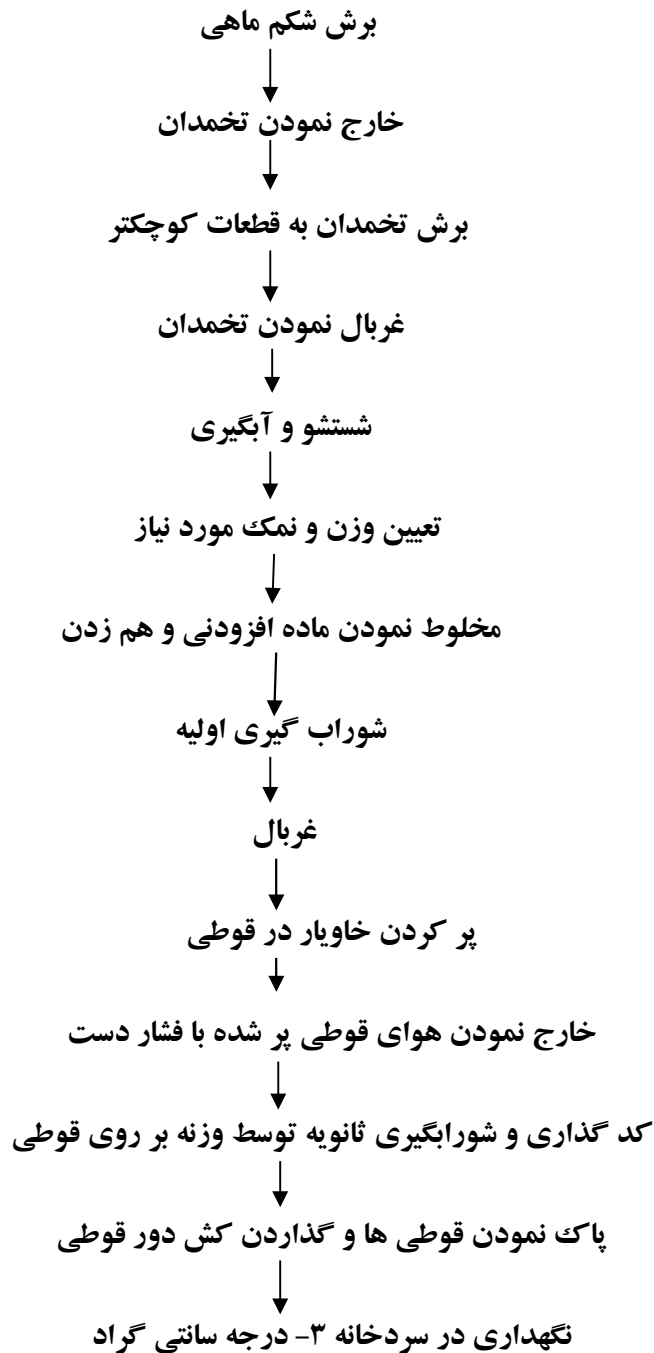 برش شکم ماهی
خارج نمودن تخمدان
برش تخمدان به قطعات کوچکتر
غربال نمودن تخمدان
شستشو و آبگیری
تعیین وزن و نمک مورد نیاز
مخلوط نمودن ماده افزودنی و هم زدن
شوراب گیری اولیه
غربال
پر کردن خاویار در قوطی
خارج نمودن هوای قوطی پر شده با فشار دست
کد گذاری و شورابگیری ثانویه توسط وزنه بر روی قوطی
پاک نمودن قوطی ها و گذاردن کش دور قوطی
نگهداری در سردخانه ۳- درجه سانتی گراد